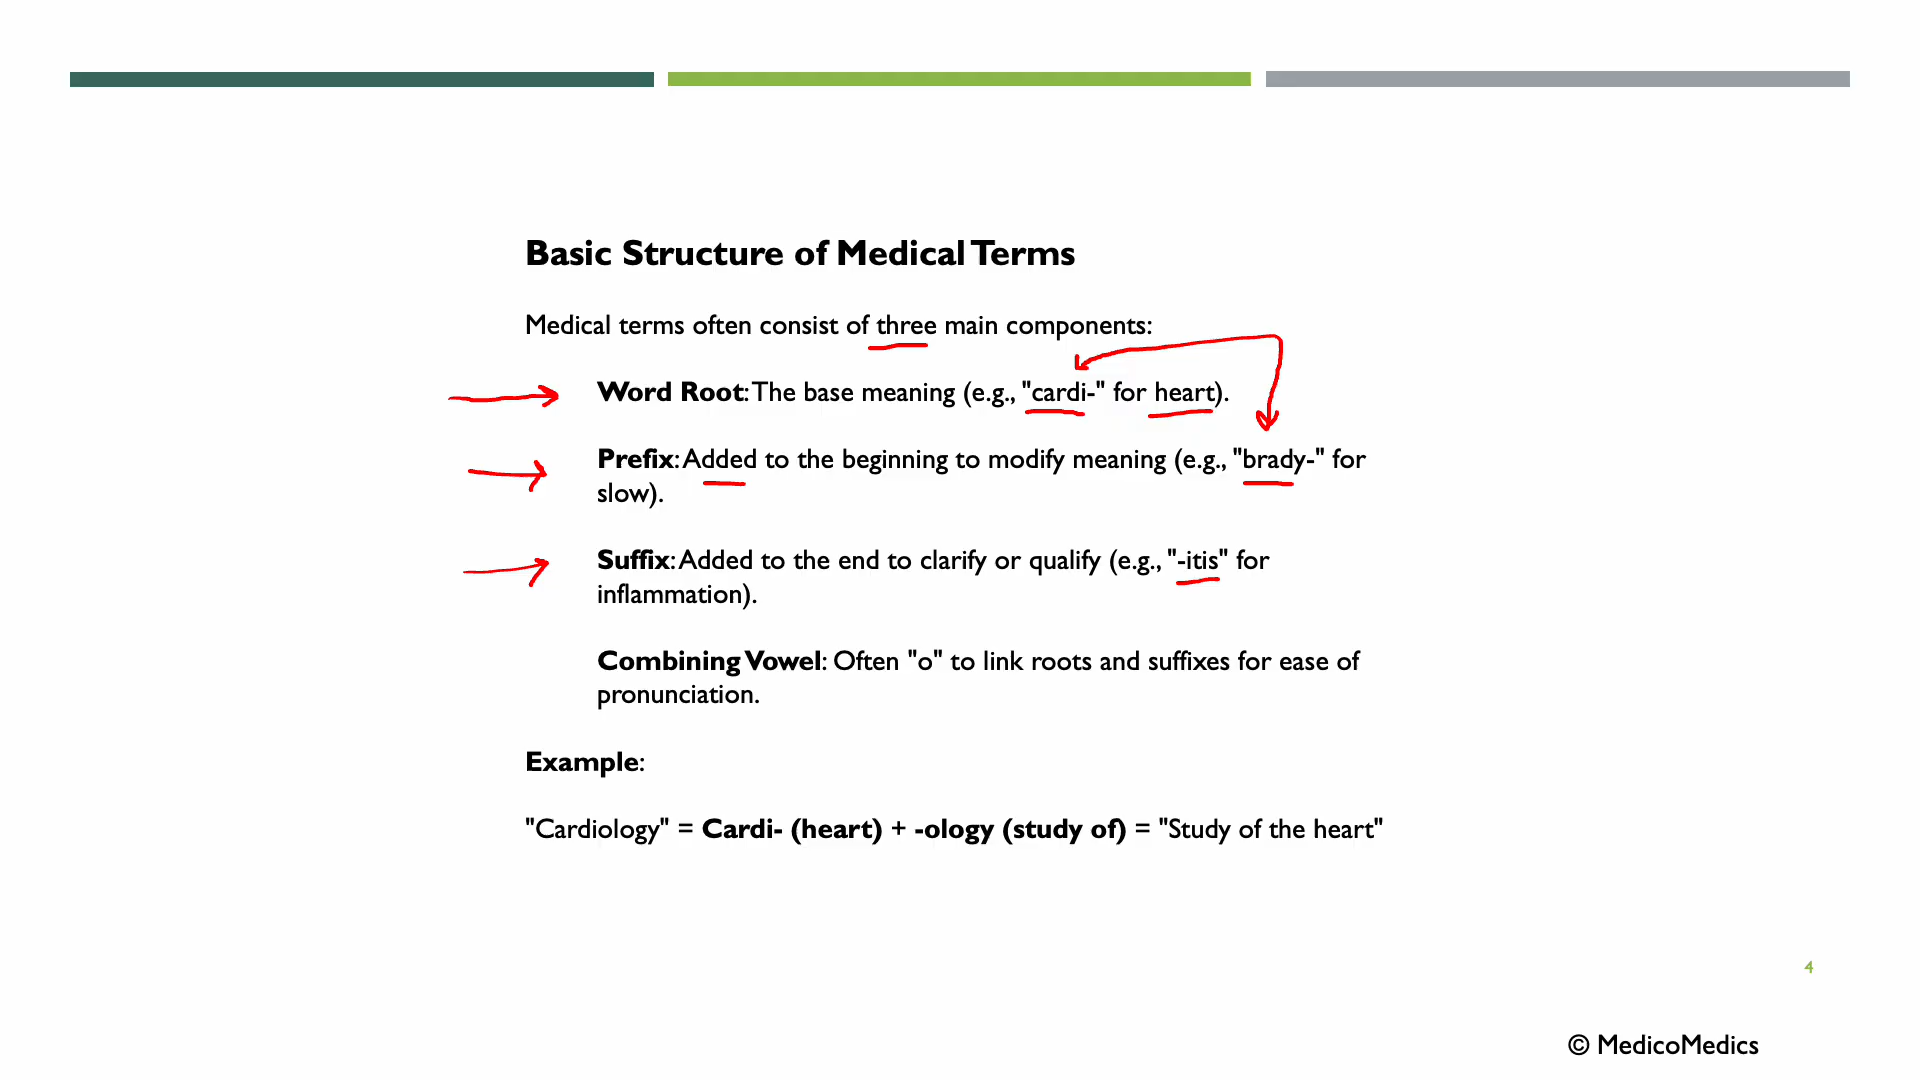 Basic Structure of Medical Terms
Medical terms often consist of three main components:
Word Root: The base meaning (e.g., "cardi-" for heart).
Prefix: Added to the beginning to modify meaning (e.g., "brady-" for
slow).
Suffix: Added to the end to clarify or qualify (e.g., "-itis" for
inflammation).
Combining Vowel: Often "o" to link roots and suffixes for ease of
pronunciation.
Example:
"Cardiology" = Cardi- (heart) + -ology (study of) = "Study of the heart"
4
© MedicoMedics